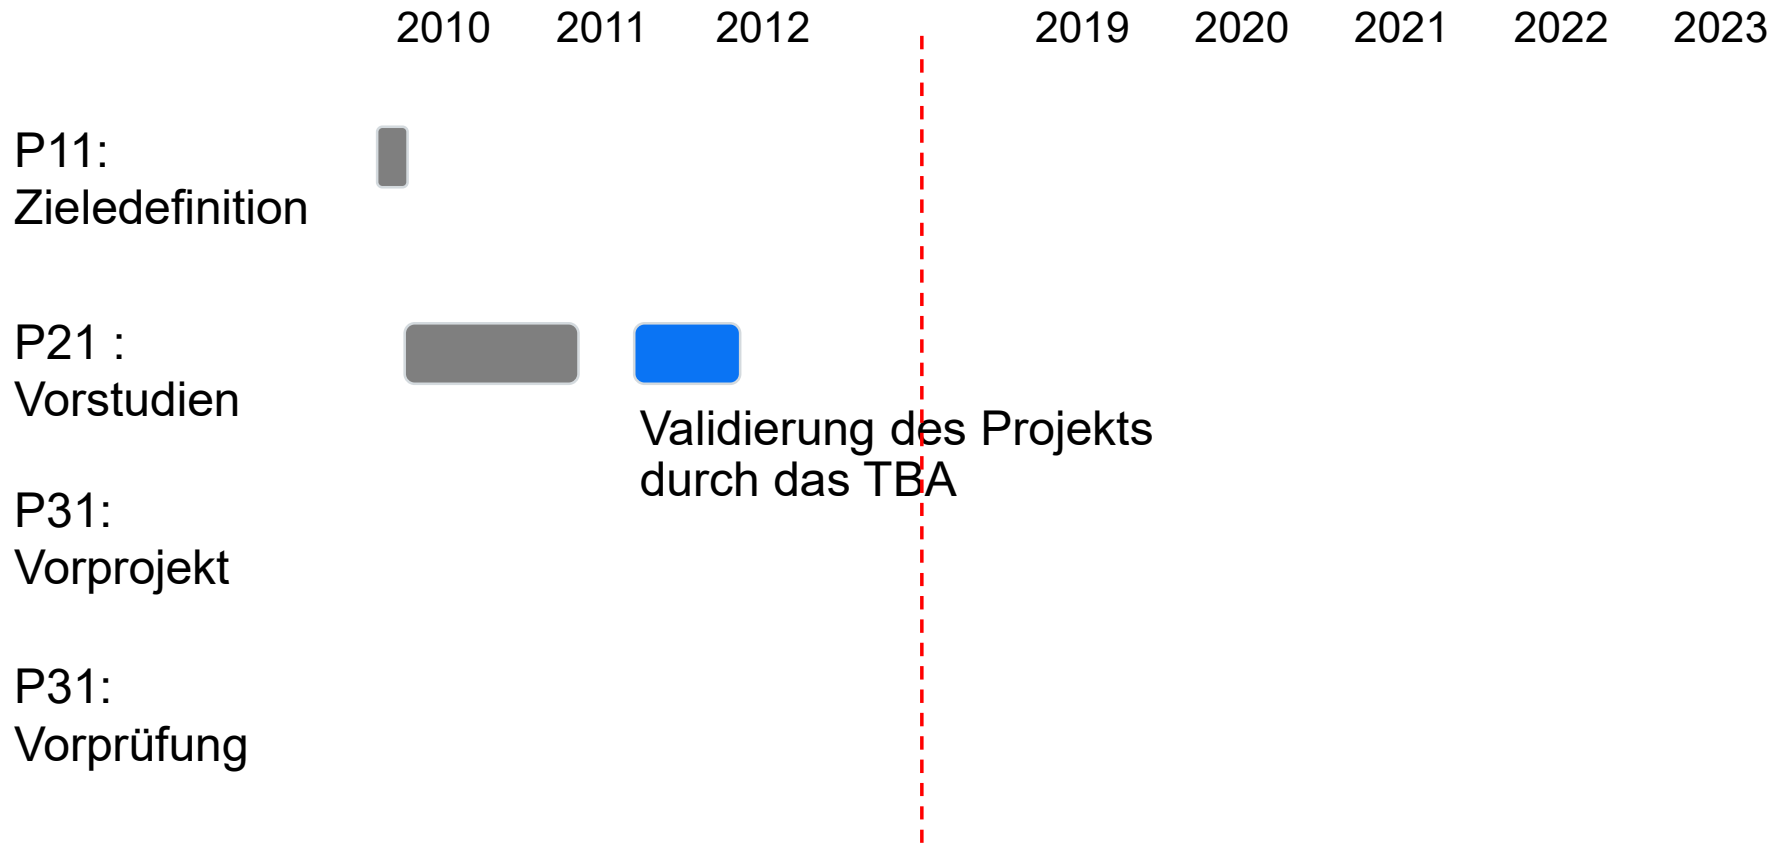 2010 2011 2012 2019 2020 2021 2022 2023
P11:
Zieledefinition
P21 :
Vorstudien
Validierung des Projekts
durch das TBA
P31:
Vorprojekt
P31:
Vorprüfung